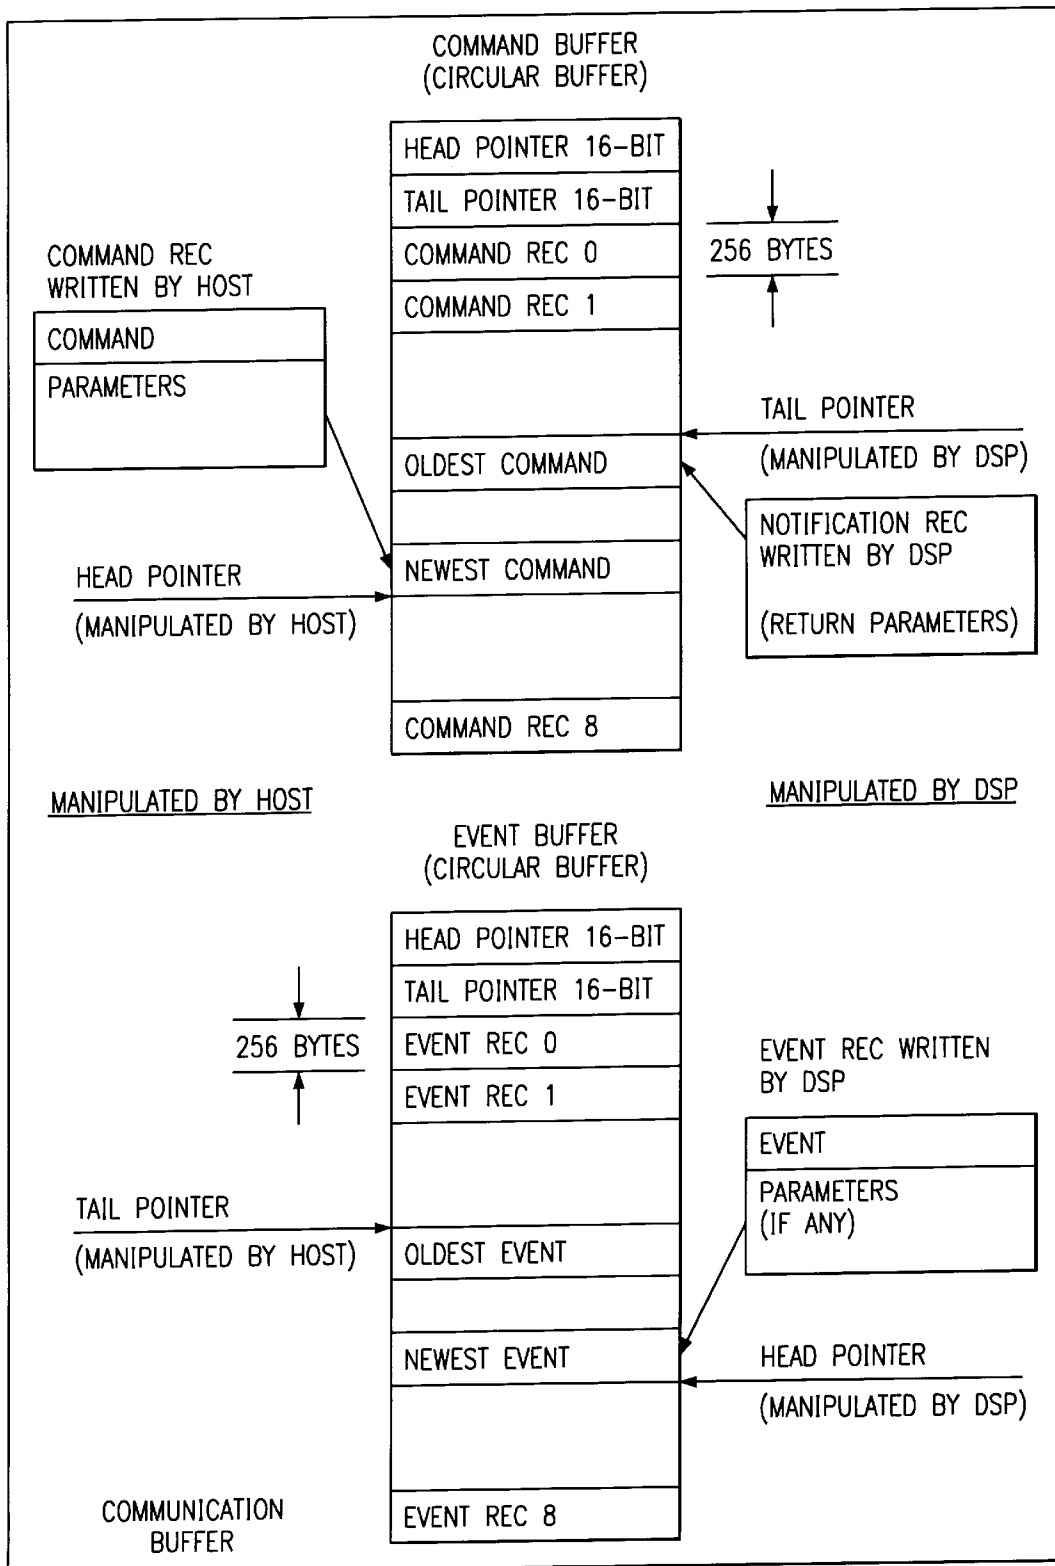 COMMAND BUFFER
(CIRCULAR BUFFER)
HEAD POINTER 16-BIT
TAIL POINTER 16-BIT
COMMAND REC 0
256 BYTES
COMMAND REC 1
COMMAND REC
WRITTEN BY HOST
COMMAND
PARAMETERS
TAIL POINTER
(MANIPULATED BY DSP)
OLDEST COMMAND
NOTIFICATION REC
WRITTEN BY DSP
(RETURN PARAMETERS)
NEWEST COMMAND
HEAD POINTER
(MANIPULATED BY HOST)
COMMAND REC 8
MANIPULATED BY HOST
MANIPULATED BY DSP
EVENT BUFFER
(CIRCULAR BUFFER)
HEAD POINTER 16-BIT
TAIL POINTER 16-BIT
256 BYTES
EVENT REC 0
EVENT REC 1
EVENT REC WRITTEN
BY DSP
EVENT
PARAMETERS
(IF ANY)
TAIL POINTER
(MANIPULATED BY HOST)
OLDEST EVENT
NEWEST EVENT
HEAD POINTER
(MANIPULATED BY DSP)
EVENT REC 8
COMMUNICATION
BUFFER